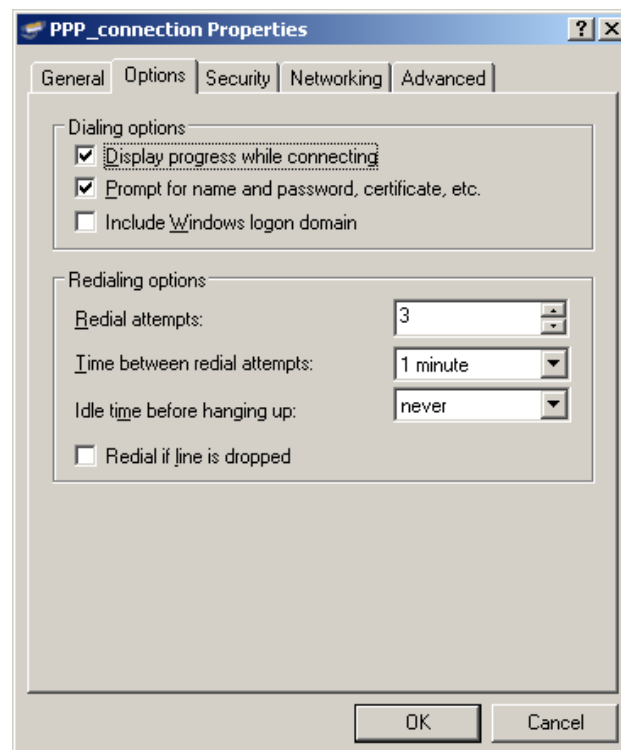 PPP_connection Properties
General Options Security Networking Advanced
Dialing options
Display progress while connecting
Prompt for name and password, certificate, etc.
Include Windows logon domain
Redialing options
Redial attempts: 3
Time between redial attempts: 1 minute
Idle time before hanging up: never
Redial if line is dropped
OK Cancel